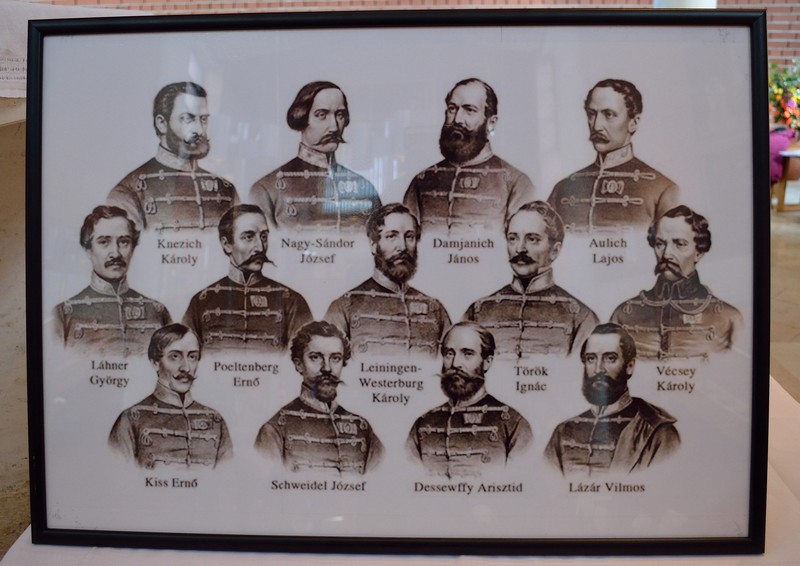 Knezich
Károly
Nagy-Sándor
József
Damjanich
János
Aulich
Lajos
Láhner
György
Poeltenberg
Ernő
Leiningen-
Westerburg
Károly
Török
Ignác
Vécsey
Károly
Kiss Ernő
Schweidel József
Dessewffy Arisztid
Lázár Vilmos